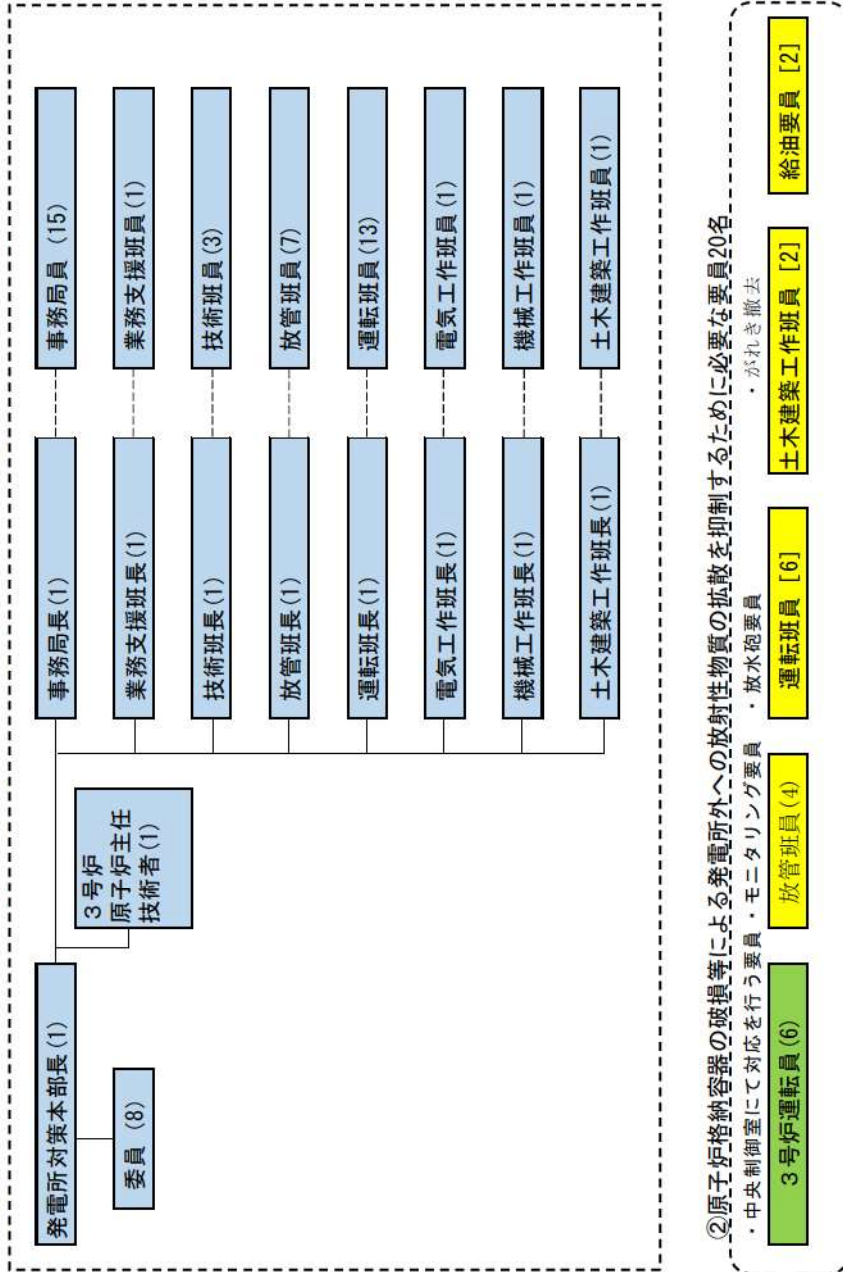 発電所対策本部長(1)
委員 (8)
3号炉
原子炉主任
技術者(1)
事務局長(1)
事務局員 (15)
業務支援班長(1)
業務支援班員(1)
技術班長(1)
技術班員(3)
放管班長(1)
放管班員(7)
運転班長(1)
運転班員(13)
電気工作班長(1)
電気工作班員(1)
機械工作班長(1)
機械工作班員(1)
土木建築工作班長(1)
土木建築工作班員(1)
②原子炉格納容器の破損等による発電所外への放射性物質の拡散を抑制するために必要な要員20名
・中央制御室にて対応を行う要員
・モニタリング要員
・放水砲要員
・がれき撤去
3号炉運転員(6)
放管班員(4)
運転班員 [6]
土木建築工作班員 [2]
給油要員 [2]